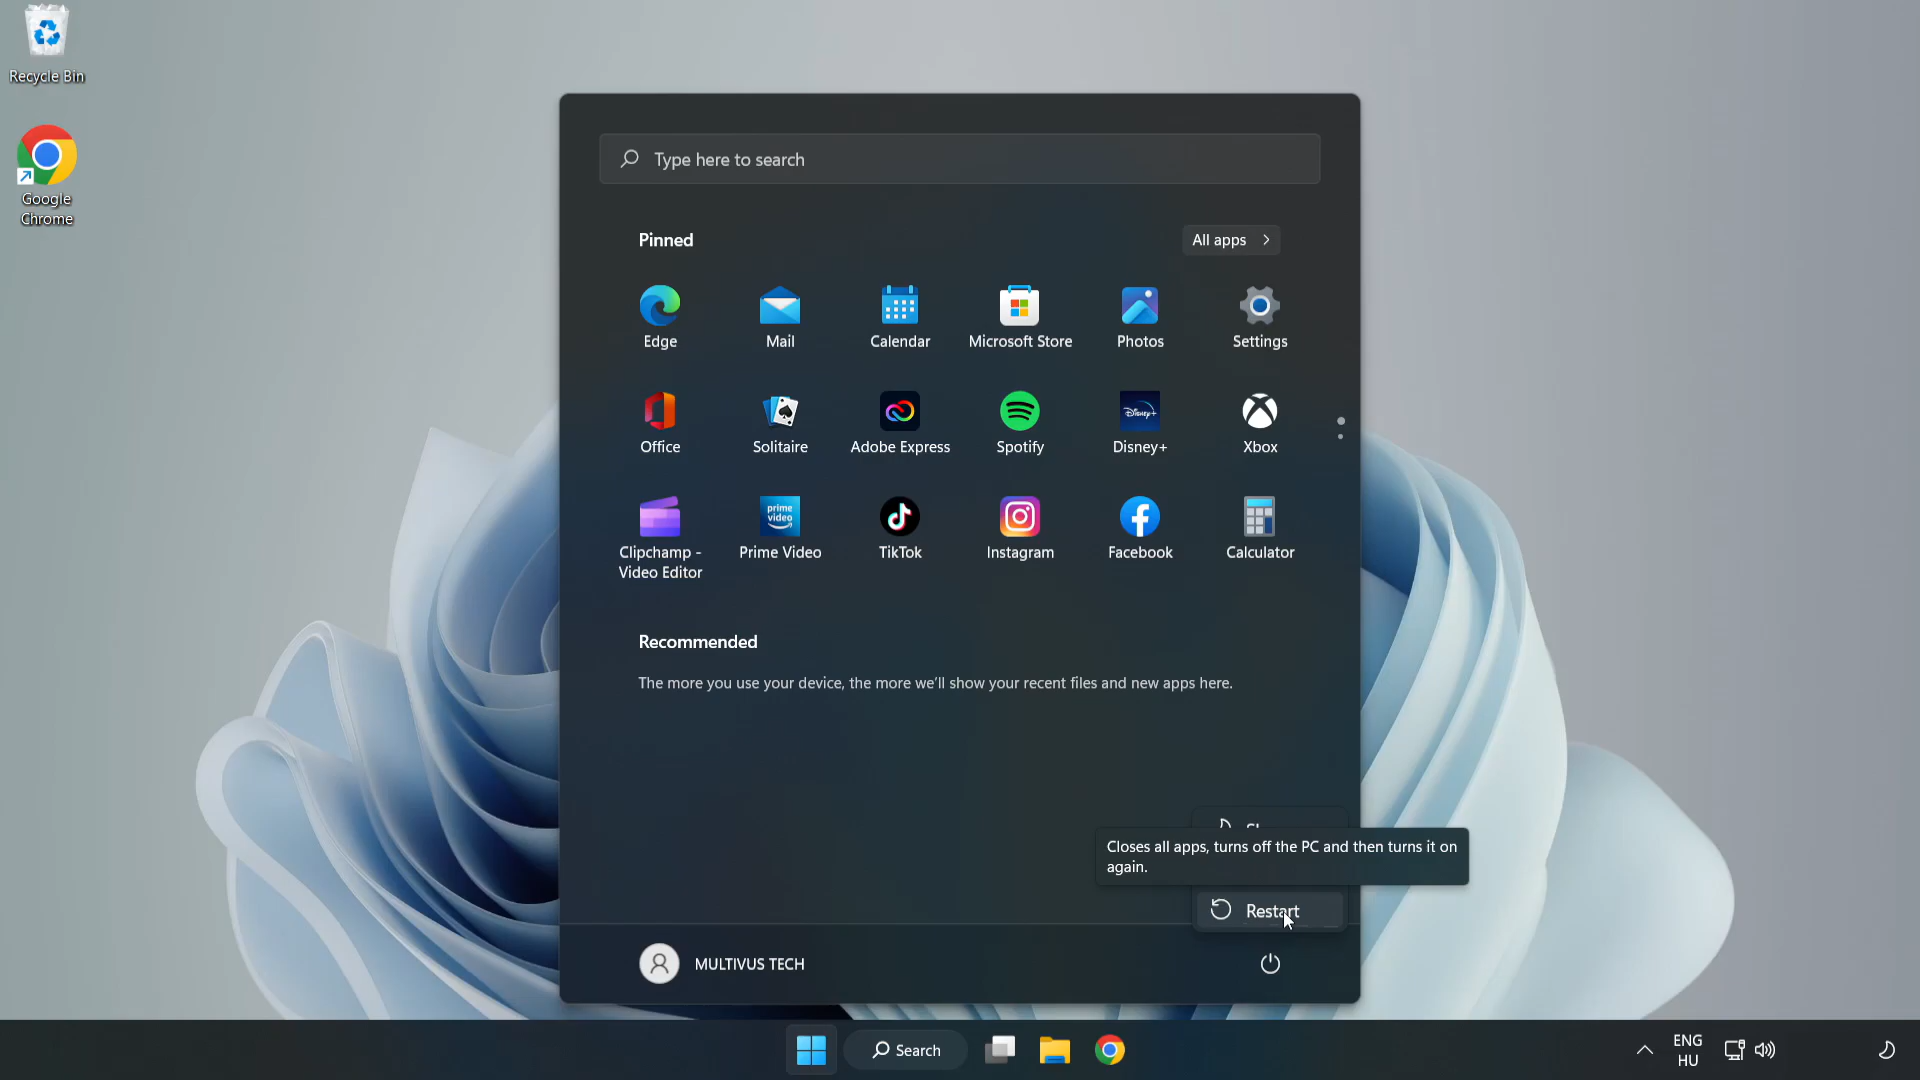 Recycle Bin
Google
Chrome
Type here to search
Pinned
All apps
Edge
Mail
Calendar
Microsoft Store
Photos
Settings
Office
Solitaire
Adobe Express
Spotify
Disney+
Disney+
Xbox
prime
video
Clipchamp -
Video Editor
Prime Video
TikTok
Instagram
Facebook
Calculator
Recommended
The more you use your device, the more we'll show your recent files and new apps here.
Closes all apps, turns off the PC and then turns it on
again.
Restart
MULTIVUS TECH
Search
ENG
HU